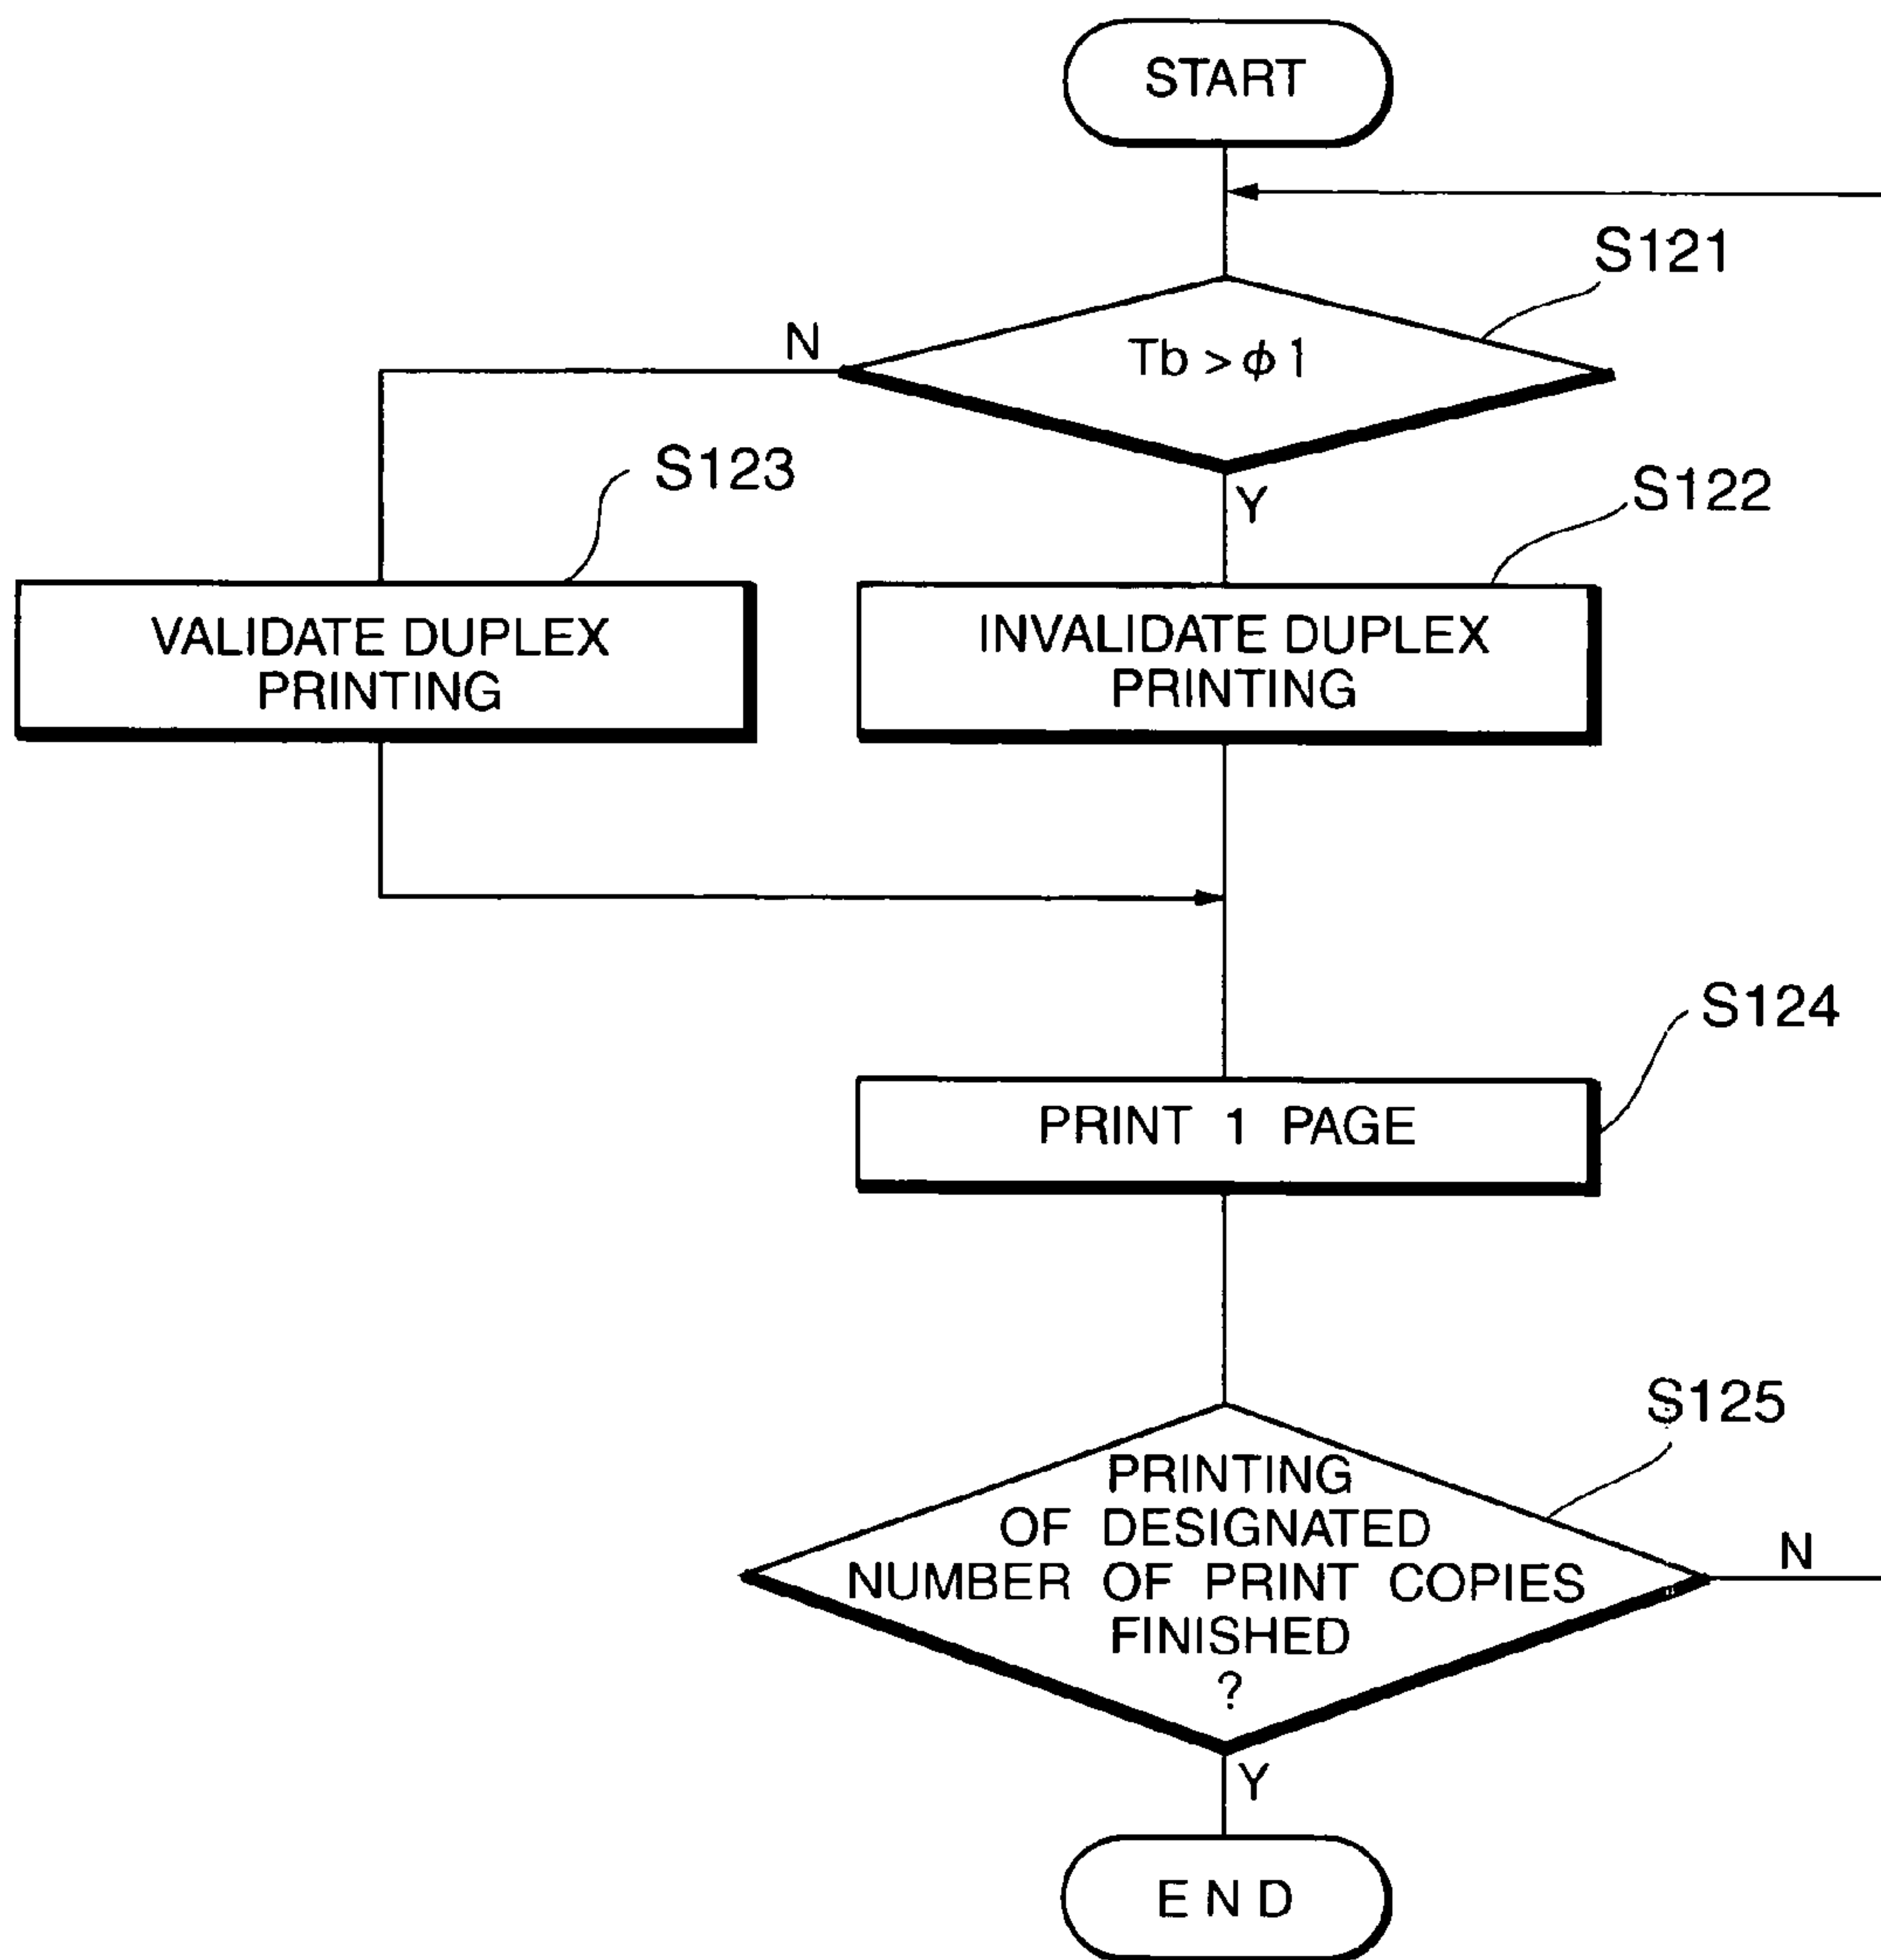 START
S121
N
Tb > ϕ 1
S123
S122
Y
VALIDATE DUPLEX
PRINTING
INVALIDATE DUPLEX
PRINTING
S124
PRINT 1 PAGE
S125
PRINTING
OF DESIGNATED
NUMBER OF PRINT COPIES
FINISHED
?
N
Y
END